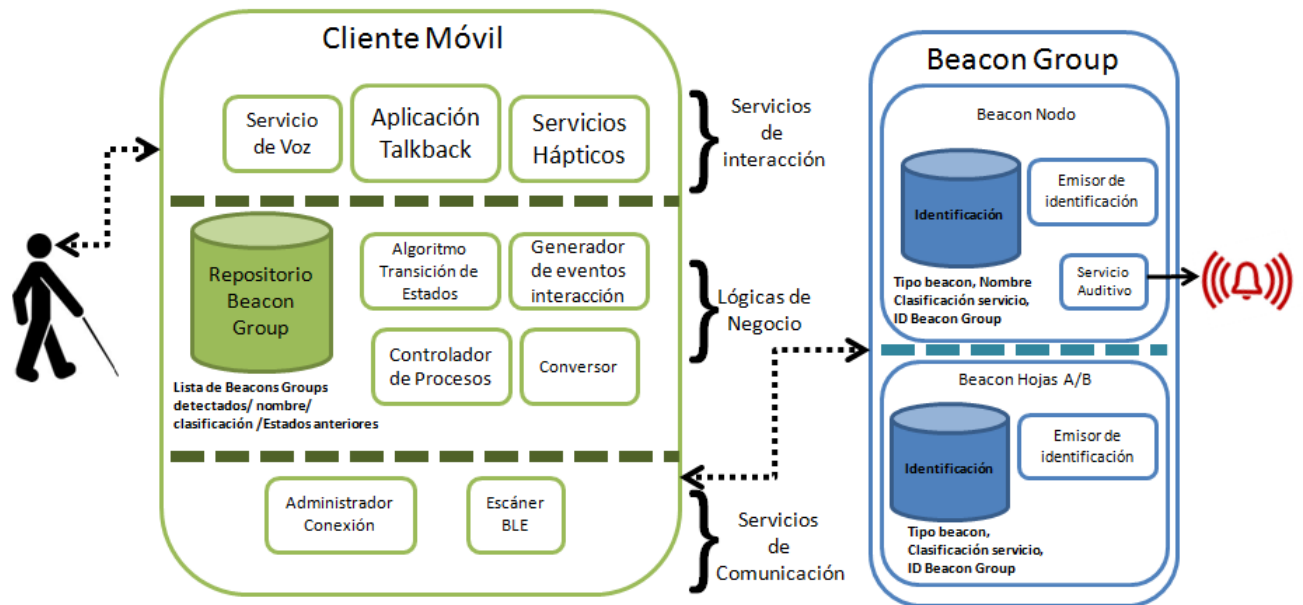 Cliente Móvil
Servicio
de Voz
Aplicación
Talkback
Servicios
Hápticos
Servicios
de
interacción
Repositorio
Beacon
Group
Lista de Beacons Groups
detectados/ nombre/
clasificación /Estados anteriores
Algoritmo
Transición de
Estados
Generador
de eventos
interacción
Controlador
de Procesos
Conversor
Lógicas de
Negocio
Administrador
Conexión
Escáner
BLE
Servicios
de
Comunicación
Beacon Group
Beacon Nodo
Identificación
Emisor de
identificación
Servicio
Auditivo
Tipo beacon, Nombre
Clasificación servicio,
ID Beacon Group
Beacon Hojas A/B
Identificación
Emisor de
identificación
Tipo beacon,
Clasificación servicio,
ID Beacon Group